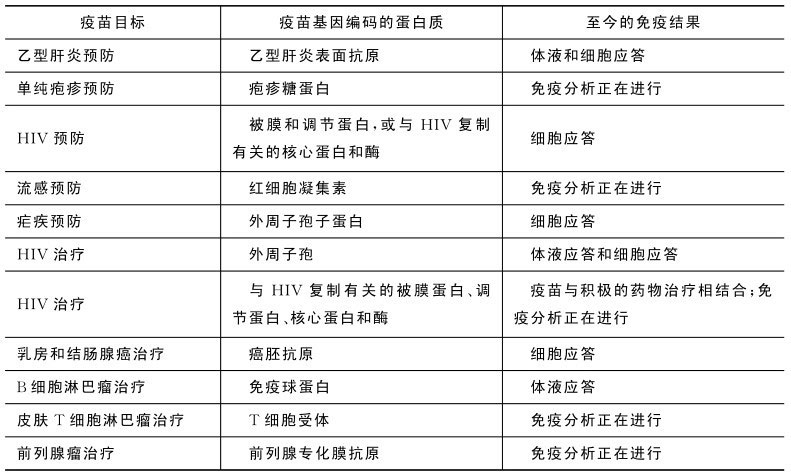 疫苗目标 疫苗基因编码的蛋白质 至今的免疫结果
乙型肝炎预防 乙型肝炎表面抗原 体液和细胞应答
单纯疱疹预防 疱疹糖蛋白 免疫分析正在进行
HIV 预防 被膜和调节蛋白,或与 HIV 复制
有关的核心蛋白和酶 细胞应答
流感预防 红细胞凝集素 免疫分析正在进行
疟疾预防 外周子孢子蛋白 细胞应答
HIV 治疗 外周子孢 体液应答和细胞应答
HIV 治疗 与 HIV 复制有关的被膜蛋白、调
节蛋白、核心蛋白和酶 疫苗与积极的药物治疗相结合;免
疫分析正在进行
乳房和结肠腺癌治疗 癌胚抗原 细胞应答
B 细胞淋巴瘤治疗 免疫球蛋白 体液应答
皮肤 T 细胞淋巴瘤治疗 T 细胞受体 免疫分析正在进行
前列腺瘤治疗 前列腺专化膜抗原 免疫分析正在进行